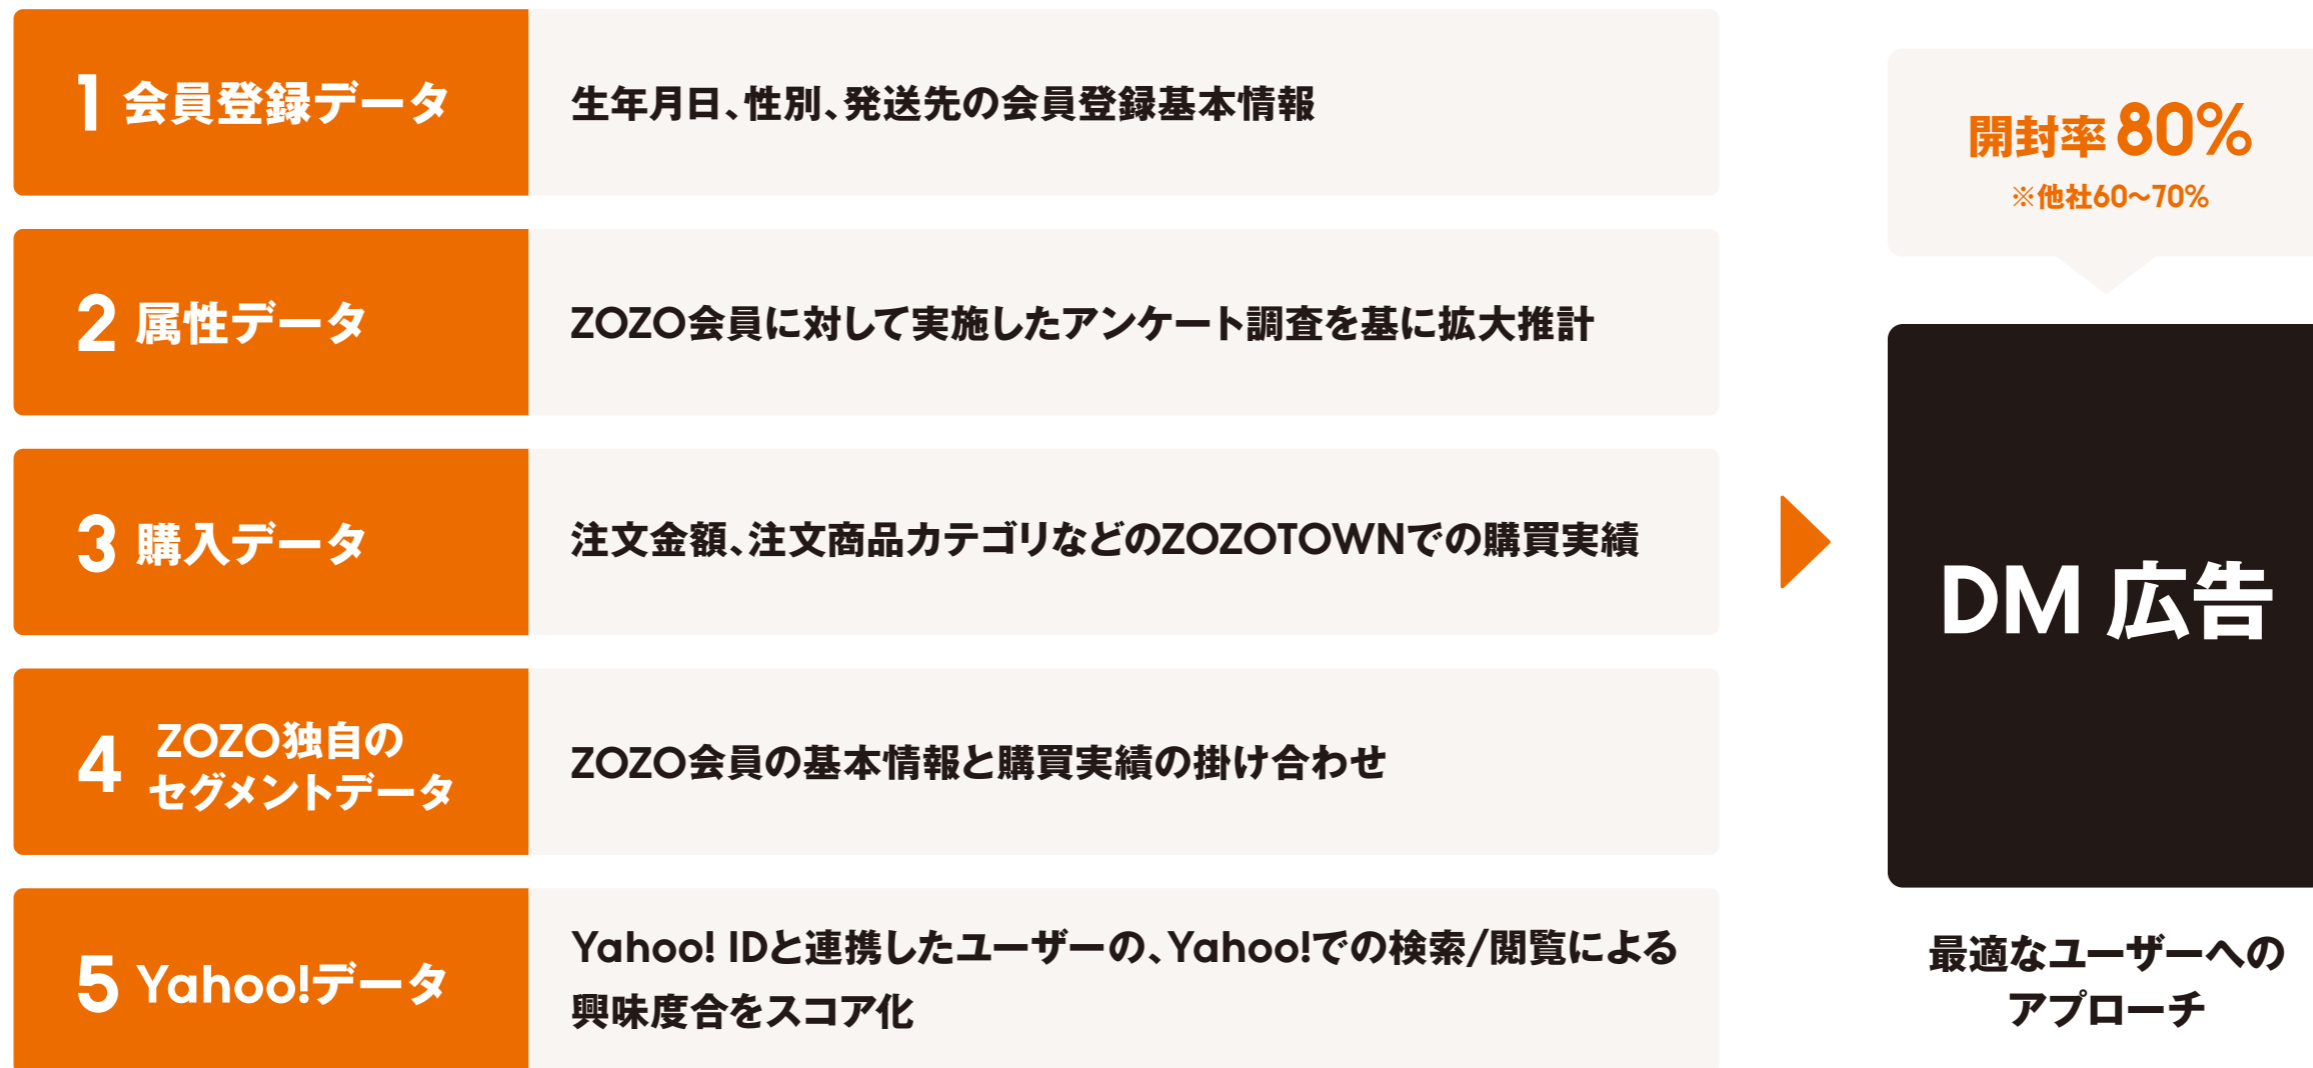 1 会員登録データ
生年月日、性別、発送先の会員登録基本情報
2 属性データ
ZOZO会員に対して実施したアンケート調査を基に拡大推計
3 購入データ
注文金額、注文商品カテゴリなどのZOZOTOWNでの購買実績
4 ZOZO独自の
セグメントデータ
ZOZO会員の基本情報と購買実績の掛け合わせ
5 Yahoo!データ
Yahoo! IDと連携したユーザーの、Yahoo!での検索/閲覧による
興味度合をスコア化
開封率 80%
※他社60〜70%
DM 広告
最適なユーザーへの
アプローチ